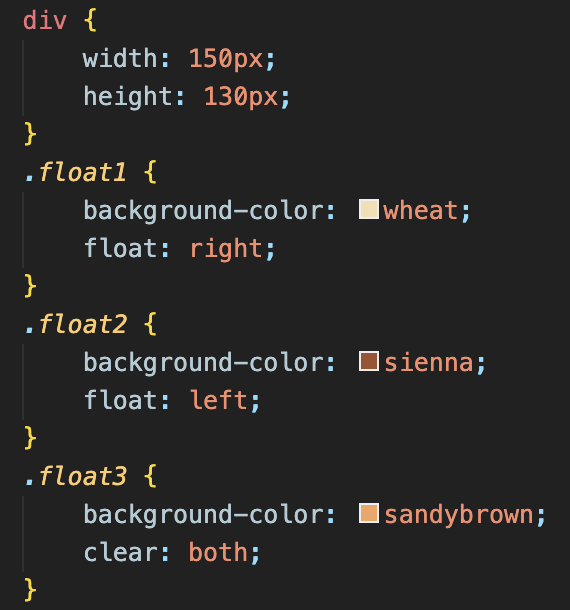 div {
    width: 150px;
    height: 130px;
}
.float1 {
    background-color: wheat;
    float: right;
}
.float2 {
    background-color: sienna;
    float: left;
}
.float3 {
    background-color: sandybrown;
    clear: both;
}